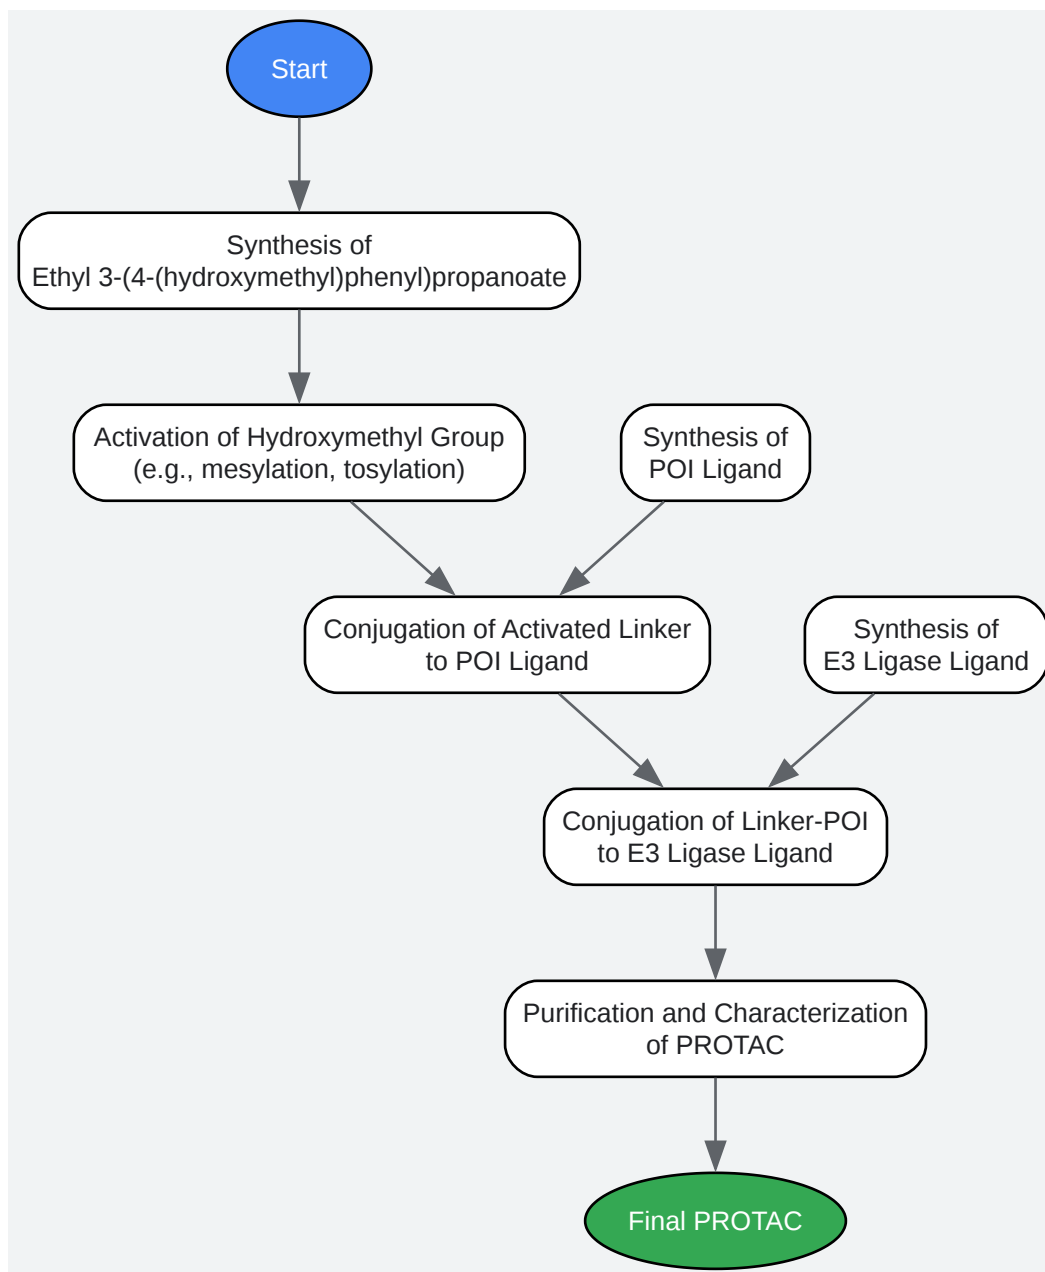 Start
Synthesis of
Ethyl 3-(4-(hydroxymethyl)phenyl)propanoate
Activation of Hydroxymethyl Group
(e.g., mesylation, tosylation)
Synthesis of
POI Ligand
Conjugation of Activated Linker
to POI Ligand
Synthesis of
E3 Ligase Ligand
Conjugation of Linker-POI
to E3 Ligase Ligand
Purification and Characterization
of PROTAC
Final PROTAC